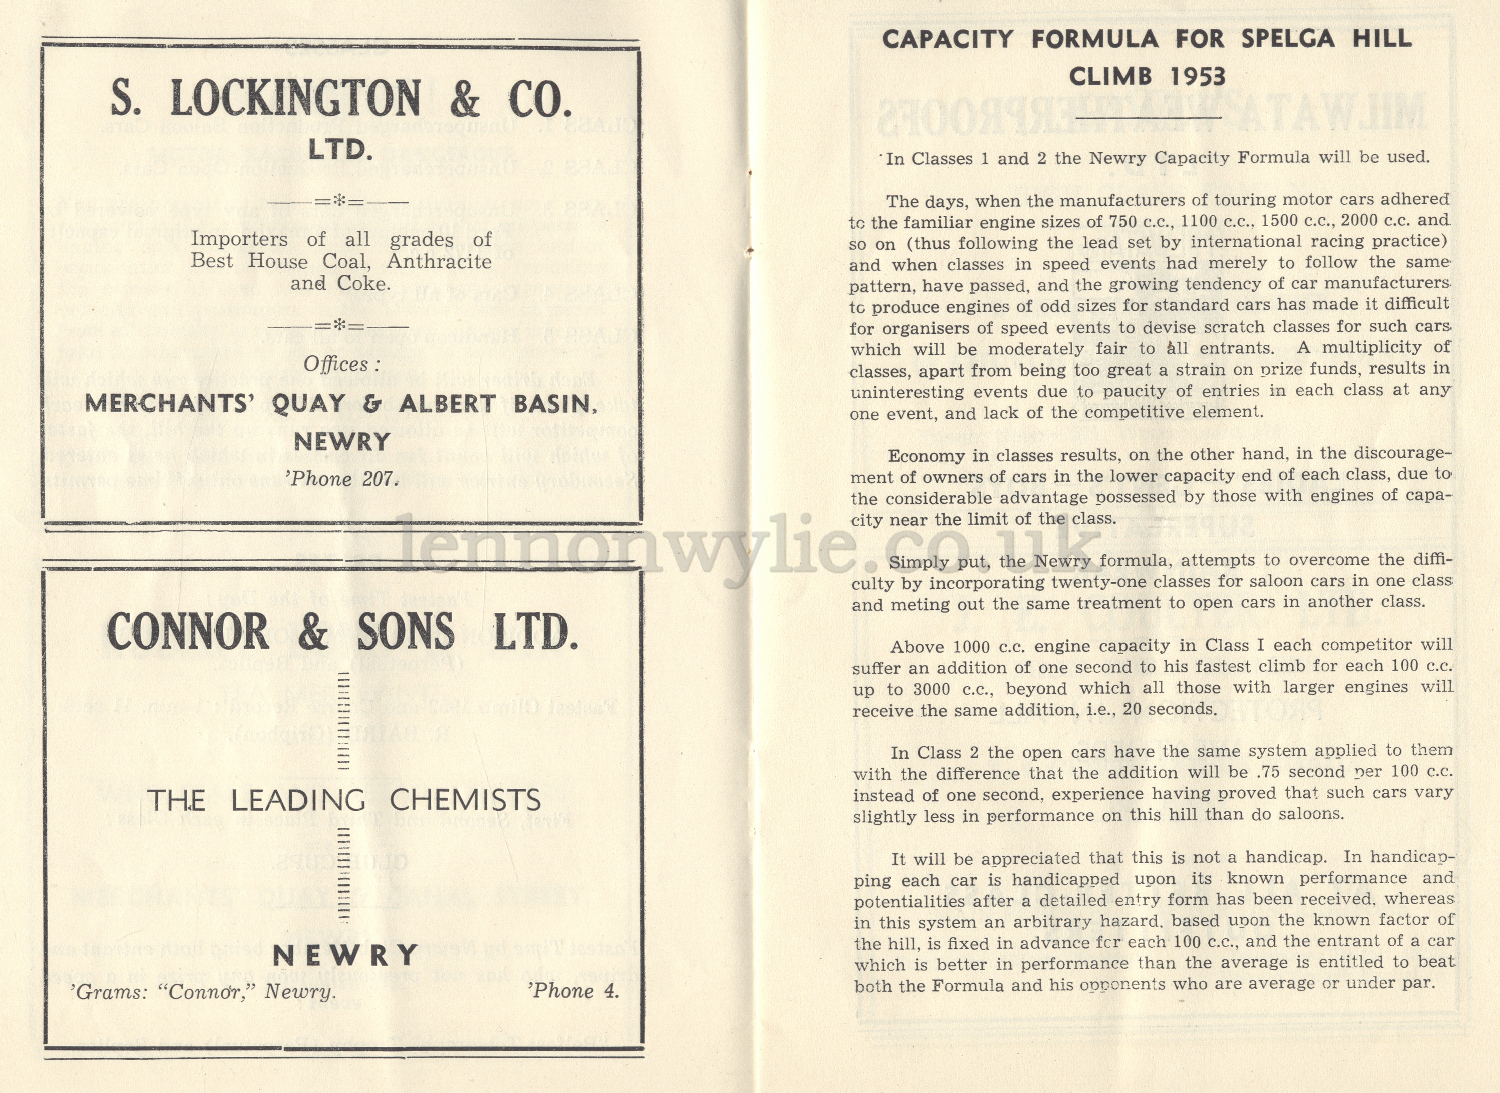 S. LOCKINGTON & CO.
LTD.
Importers of all grades of
Best House Coal, Anthracite
and Coke.
Offices :
MERCHANTS' QUAY & ALBERT BASIN,
NEWRY
'Phone 207.
CONNOR & SONS LTD.
THE LEADING CHEMISTS
NEWRY
'Grams: "Connor," Newry. 'Phone 4.
lennonwylie.co.uk
CAPACITY FORMULA FOR SPELGA HILL
CLIMB 1953
In Classes 1 and 2 the Newry Capacity Formula will be used.
The days, when the manufacturers of touring motor cars adhered
to the familiar engine sizes of 750 c.c., 1100 c.c., 1500 c.c., 2000 c.c. and
so on (thus following the lead set by international racing practice)
and when classes in speed events had merely to follow the same
pattern, have passed, and the growing tendency of car manufacturers
to produce engines of odd sizes for standard cars has made it difficult
for organisers of speed events to devise scratch classes for such cars
which will be moderately fair to all entrants. A multiplicity of
classes, apart from being too great a strain on prize funds, results in
uninteresting events due to paucity of entries in each class at any
one event, and lack of the competitive element.
Economy in classes results, on the other hand, in the discourage-
ment of owners of cars in the lower capacity end of each class, due to
the considerable advantage possessed by those with engines of capa-
city near the limit of the class.
Simply put, the Newry formula, attempts to overcome the diffi-
culty by incorporating twenty-one classes for saloon cars in one class
and meting out the same treatment to open cars in another class.
Above 1000 c.c. engine capacity in Class I each competitor will
suffer an addition of one second to his fastest climb for each 100 c.c.
up to 3000 c.c., beyond which all those with larger engines will
receive the same addition, i.e., 20 seconds.
In Class 2 the open cars have the same system applied to them
with the difference that the addition will be .75 second per 100 c.c.
instead of one second, experience having proved that such cars vary
slightly less in performance on this hill than do saloons.
It will be appreciated that this is not a handicap. In handicap-
ping each car is handicapped upon its known performance and
potentialities after a detailed entry form has been received, whereas
in this system an arbitrary hazard, based upon the known factor of
the hill, is fixed in advance for each 100 c.c., and the entrant of a car
which is better in performance than the average is entitled to beat
both the Formula and his opponents who are average or under par.